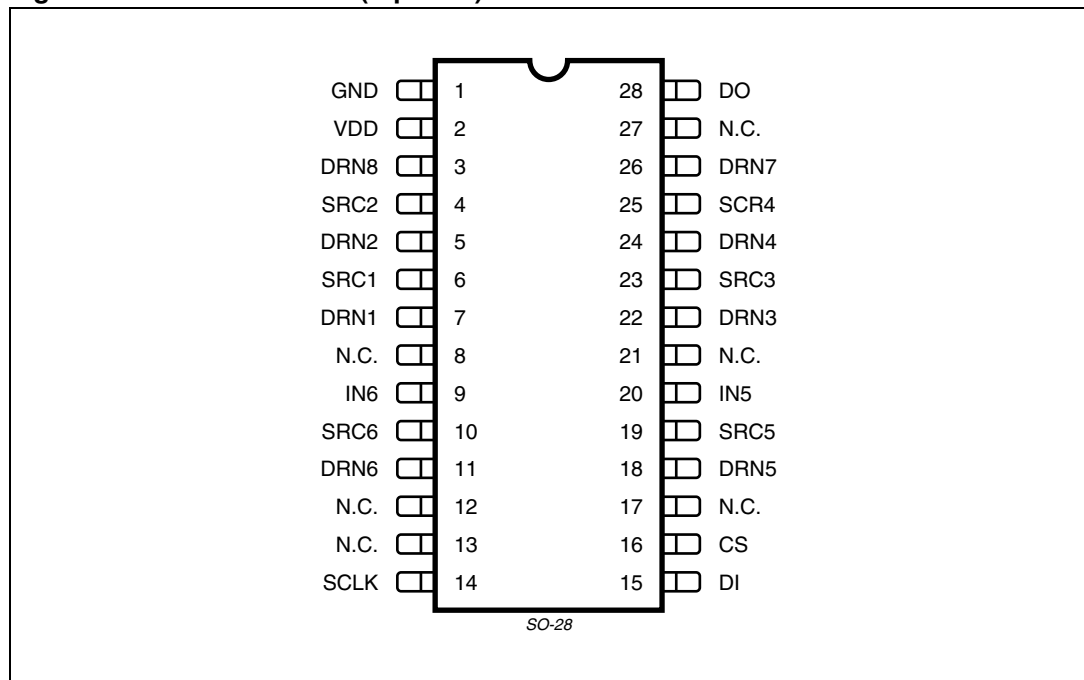 GND 1 28 DO
VDD 2 27 N.C.
DRN8 3 26 DRN7
SRC2 4 25 SCR4
DRN2 5 24 DRN4
SRC1 6 23 SRC3
DRN1 7 22 DRN3
N.C. 8 21 N.C.
IN6 9 20 IN5
SRC6 10 19 SRC5
DRN6 11 18 DRN5
N.C. 12 17 N.C.
N.C. 13 16 CS
SCLK 14 15 DI
SO-28